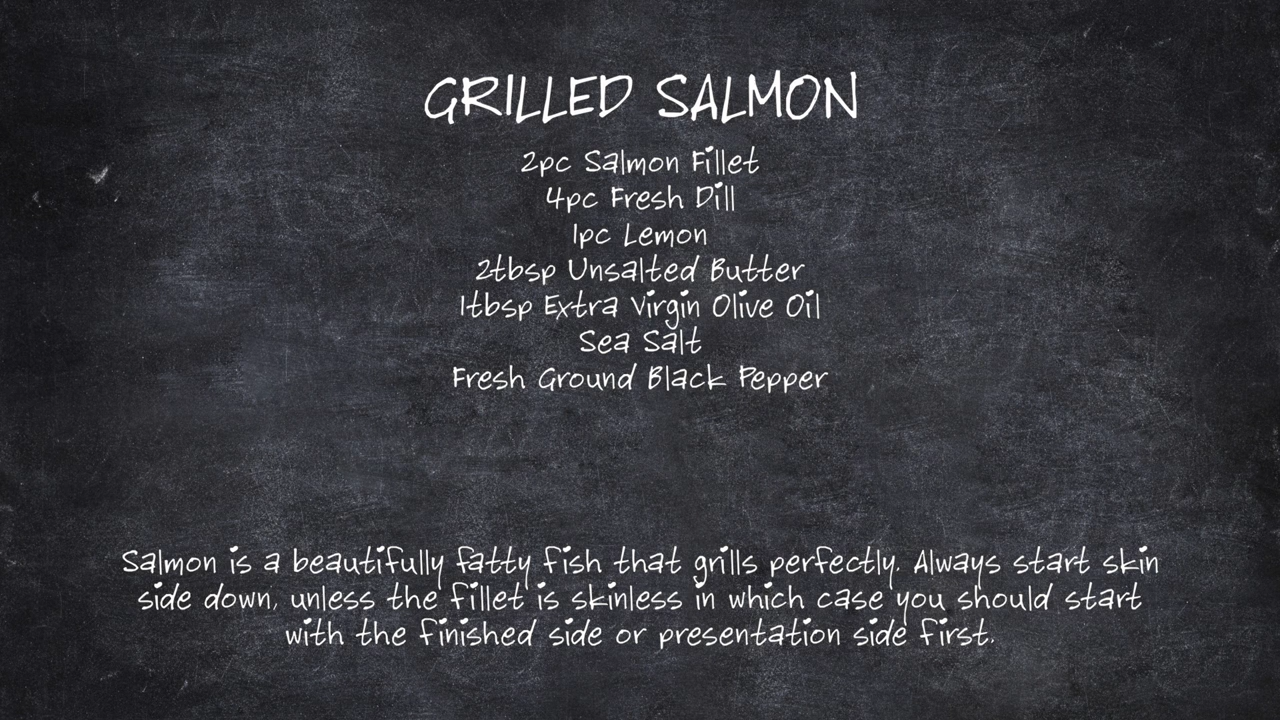 GRILLED SALMON
2pc Salmon Fillet
4pc Fresh Dill
1pc Lemon
2tbsp Unsalted Butter
1tbsp Extra Virgin Olive Oil
Sea Salt
Fresh Ground Black Pepper
Salmon is a beautifully fatty fish that grills perfectly. Always start skin
side down, unless the fillet is skinless in which case you should start
with the finished side or presentation side first.